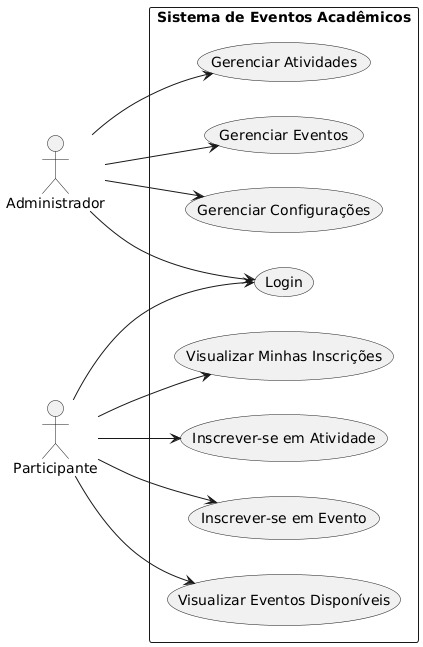 Sistema de Eventos Acadêmicos
Gerenciar Atividades
Gerenciar Eventos
Administrador
Gerenciar Configurações
Login
Visualizar Minhas Inscrições
Inscrever-se em Atividade
Participante
Inscrever-se em Evento
Visualizar Eventos Disponíveis